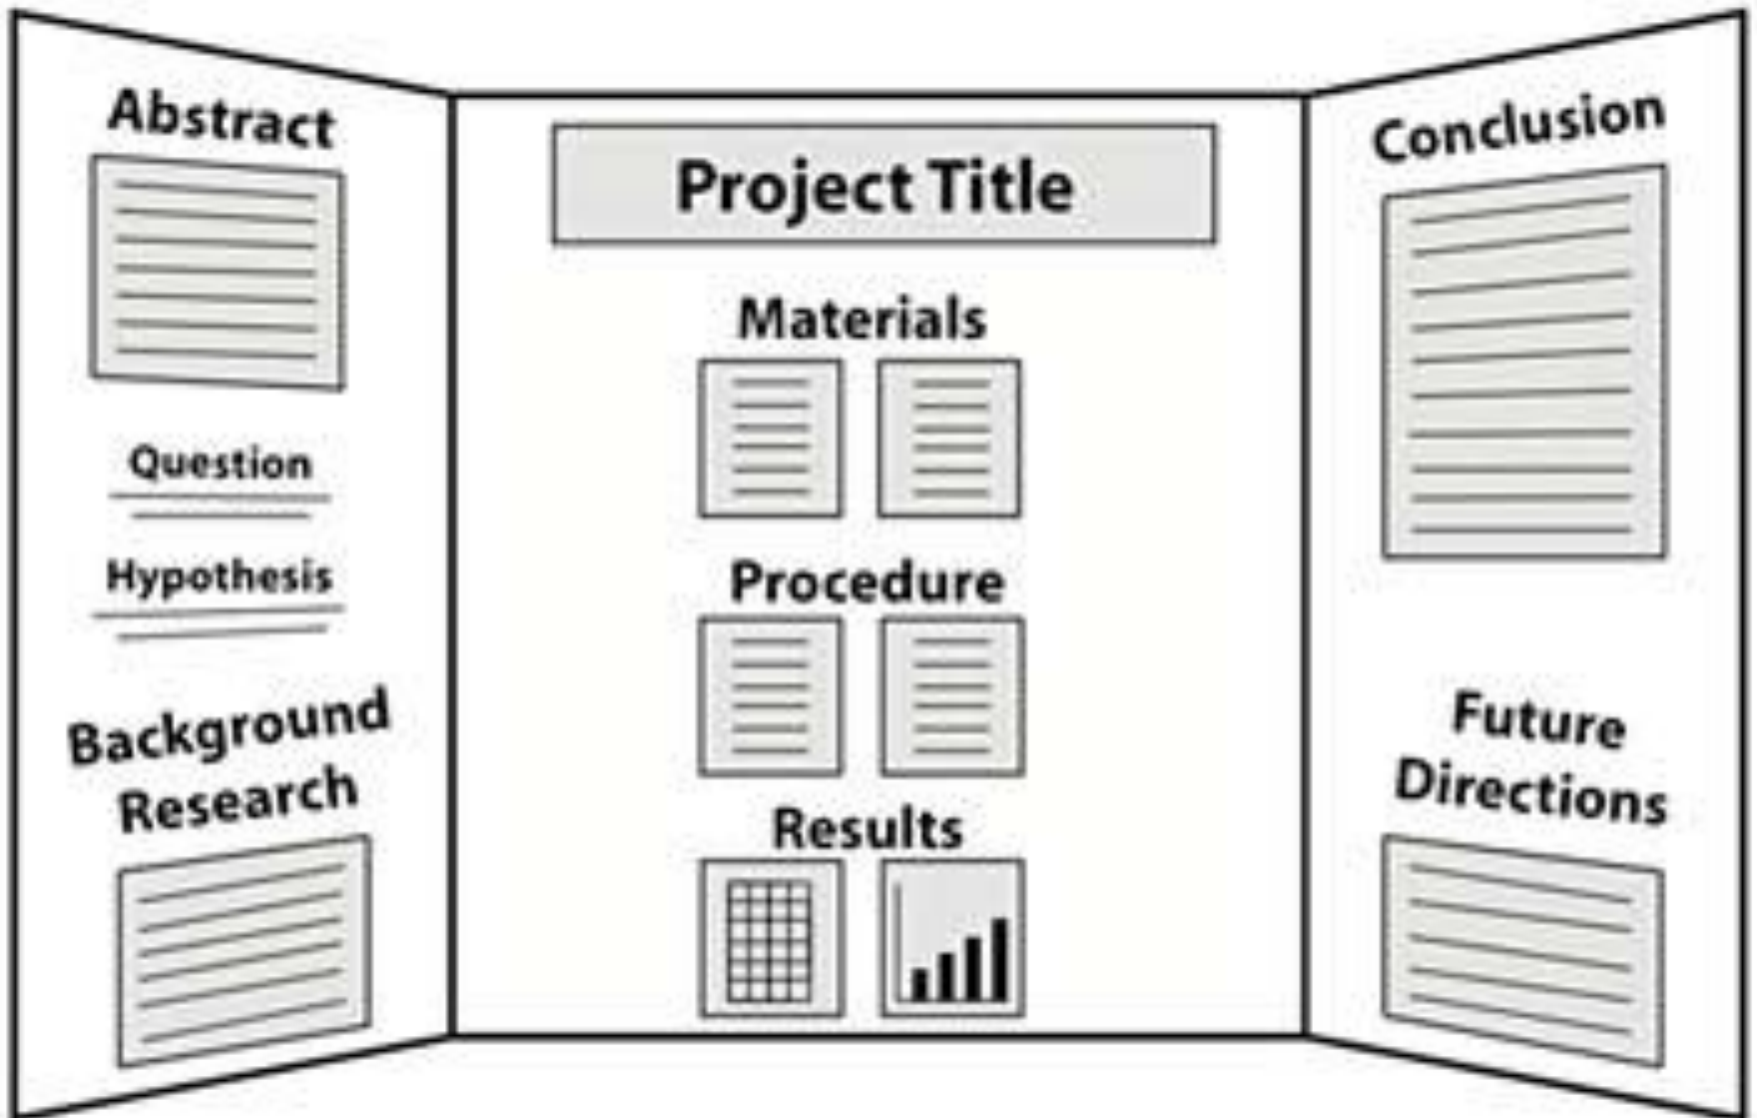 Abstract
Question
Hypothesis
Background
Research
Project Title
Materials
Procedure
Results
Conclusion
Future
Directions